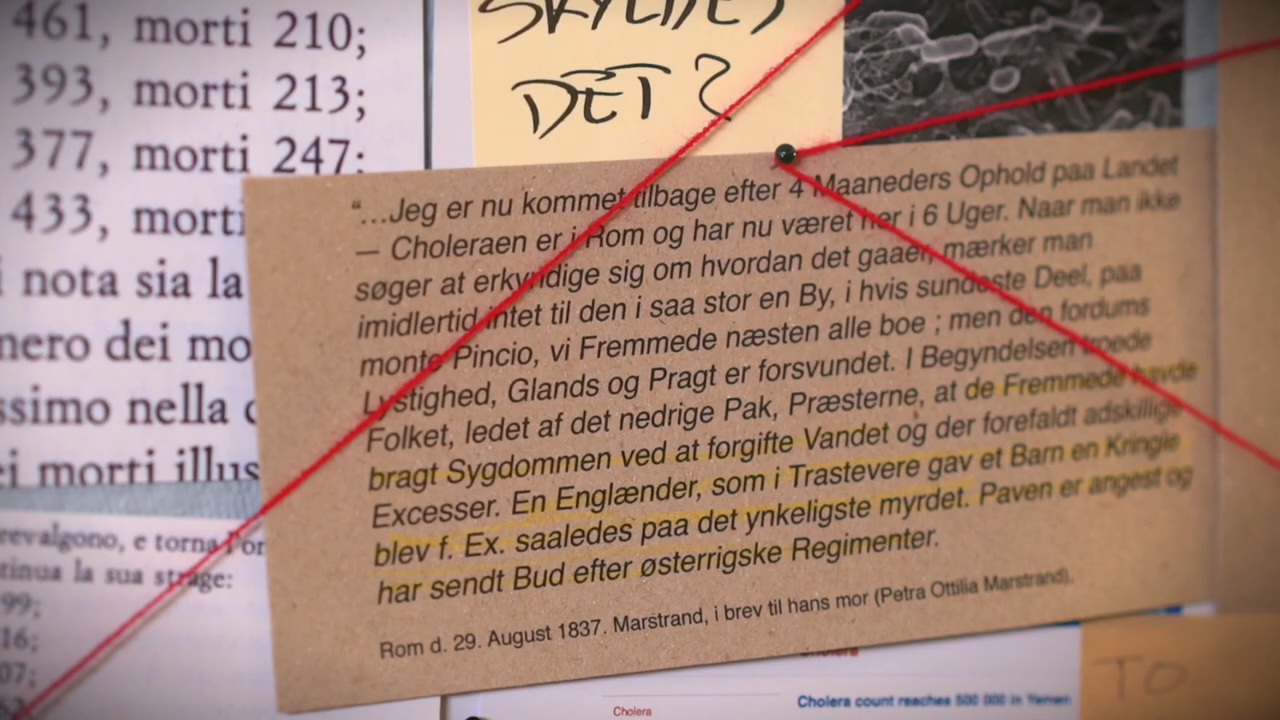 461, morti 210;
393, morti 213;
377, morti 247;
433, morti
nota sia la
nero dei mo
ssimo nella
ei morti illus
SKYLDES
DET?
“...Jeg er nu kommet tilbage efter 4 Maaneders Ophold paa Landet
— Choleraen er i Rom og har nu været her i 6 Uger. Naar man ikke
søger at erkyndige sig om hvordan det gaaer, mærker man
imidlertid intet til den i saa stor en By, i hvis sundeste Deel, paa
monte Pincio, vi Fremmede næsten alle boe ; men den fordums
Lystighed, Glands og Pragt er forsvundet. I Begyndelsen troede
Folket, ledet af det nedrige Pak, Præsterne, at de Fremmede havde
bragt Sygdommen ved at forgifte Vandet og der forefaldt adskillige
Excesser. En Englænder, som i Trastevere gav et Barn en Kringle
blev f. Ex. saaledes paa det ynkeligste myrdet. Paven er angest og
har sendt Bud efter østerrigske Regimenter.
Rom d. 29. August 1837. Marstrand, i brev til hans mor (Petra Ottilia Marstrand).
revalgono, e torna l'or
tinua la sua strage:
99;
16;
07;
Cholera
Cholera
Cholera count reaches 500 000 in Yemen
TO